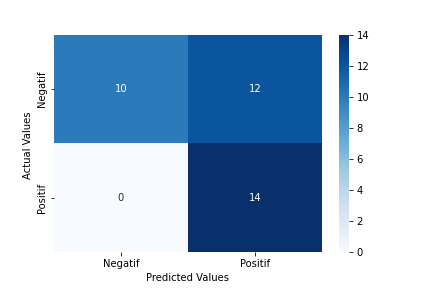 Actual Values
Negatif
Positif
10
12
0
14
Negatif
Positif
Predicted Values
14
12
10
8
6
4
2
0